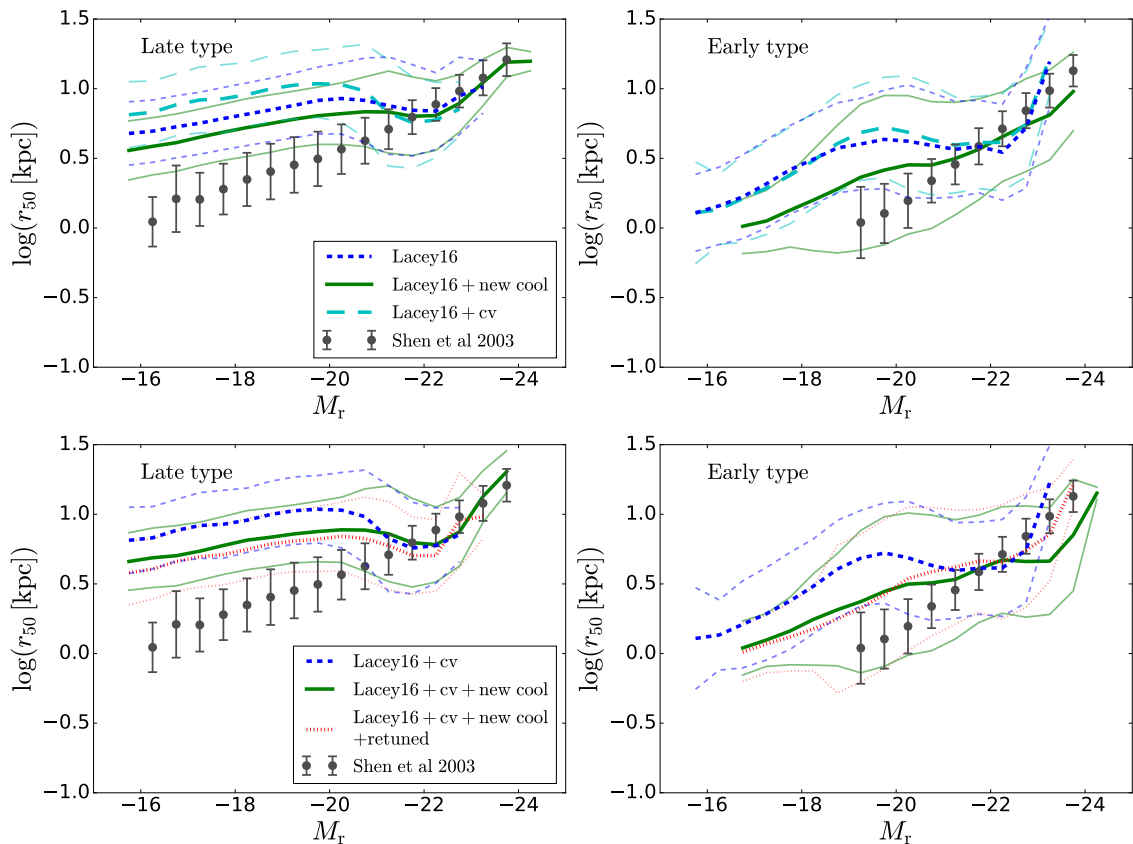 1.5
1.0
0.5
0.0
−0.5
−1.0
log(r50 [kpc])
Late type
Lacey16
Lacey16 + new cool
Lacey16 + cv
Shen et al 2003
−16 −18 −20 −22 −24
Mr
1.5
1.0
0.5
0.0
−0.5
−1.0
log(r50 [kpc])
Early type
−16 −18 −20 −22 −24
Mr
1.5
1.0
0.5
0.0
−0.5
−1.0
log(r50 [kpc])
Late type
Lacey16 + cv
Lacey16 + cv + new cool
Lacey16 + cv + new cool
+retuned
Shen et al 2003
−16 −18 −20 −22 −24
Mr
1.5
1.0
0.5
0.0
−0.5
−1.0
log(r50 [kpc])
Early type
−16 −18 −20 −22 −24
Mr